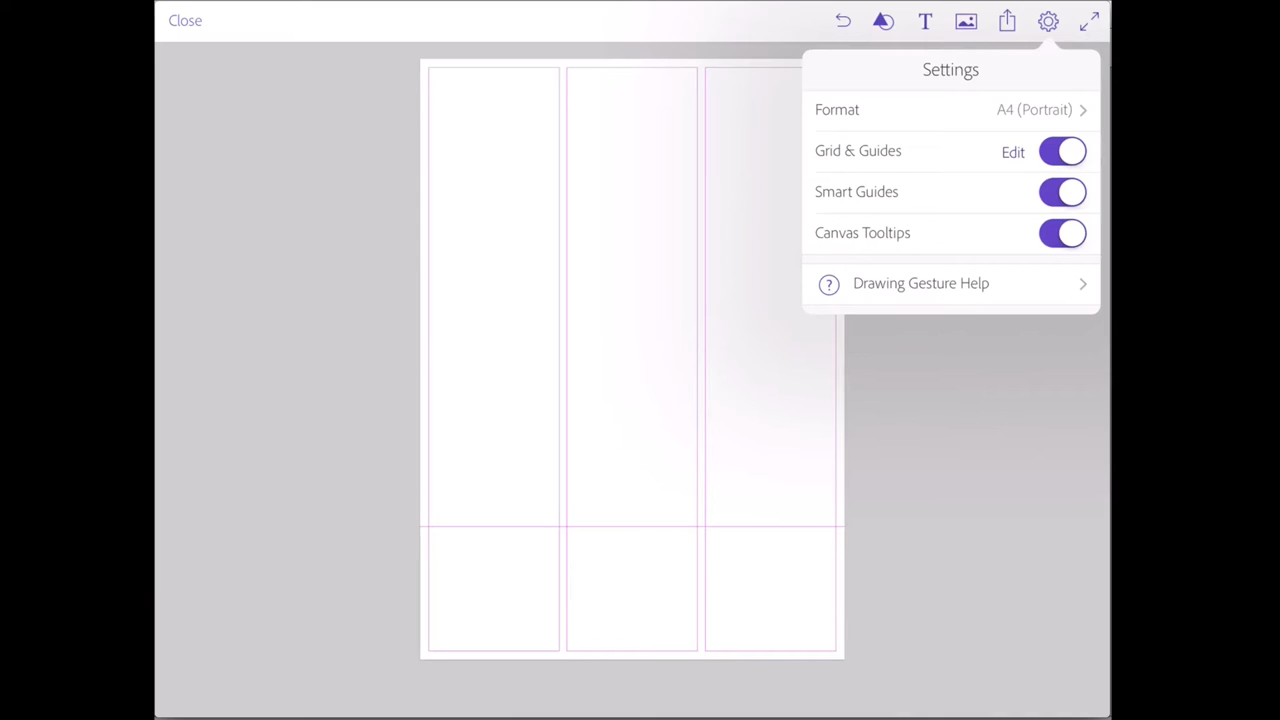 Close
T
Settings
Format A4 (Portrait)
Grid & Guides Edit
Smart Guides
Canvas Tooltips
? Drawing Gesture Help